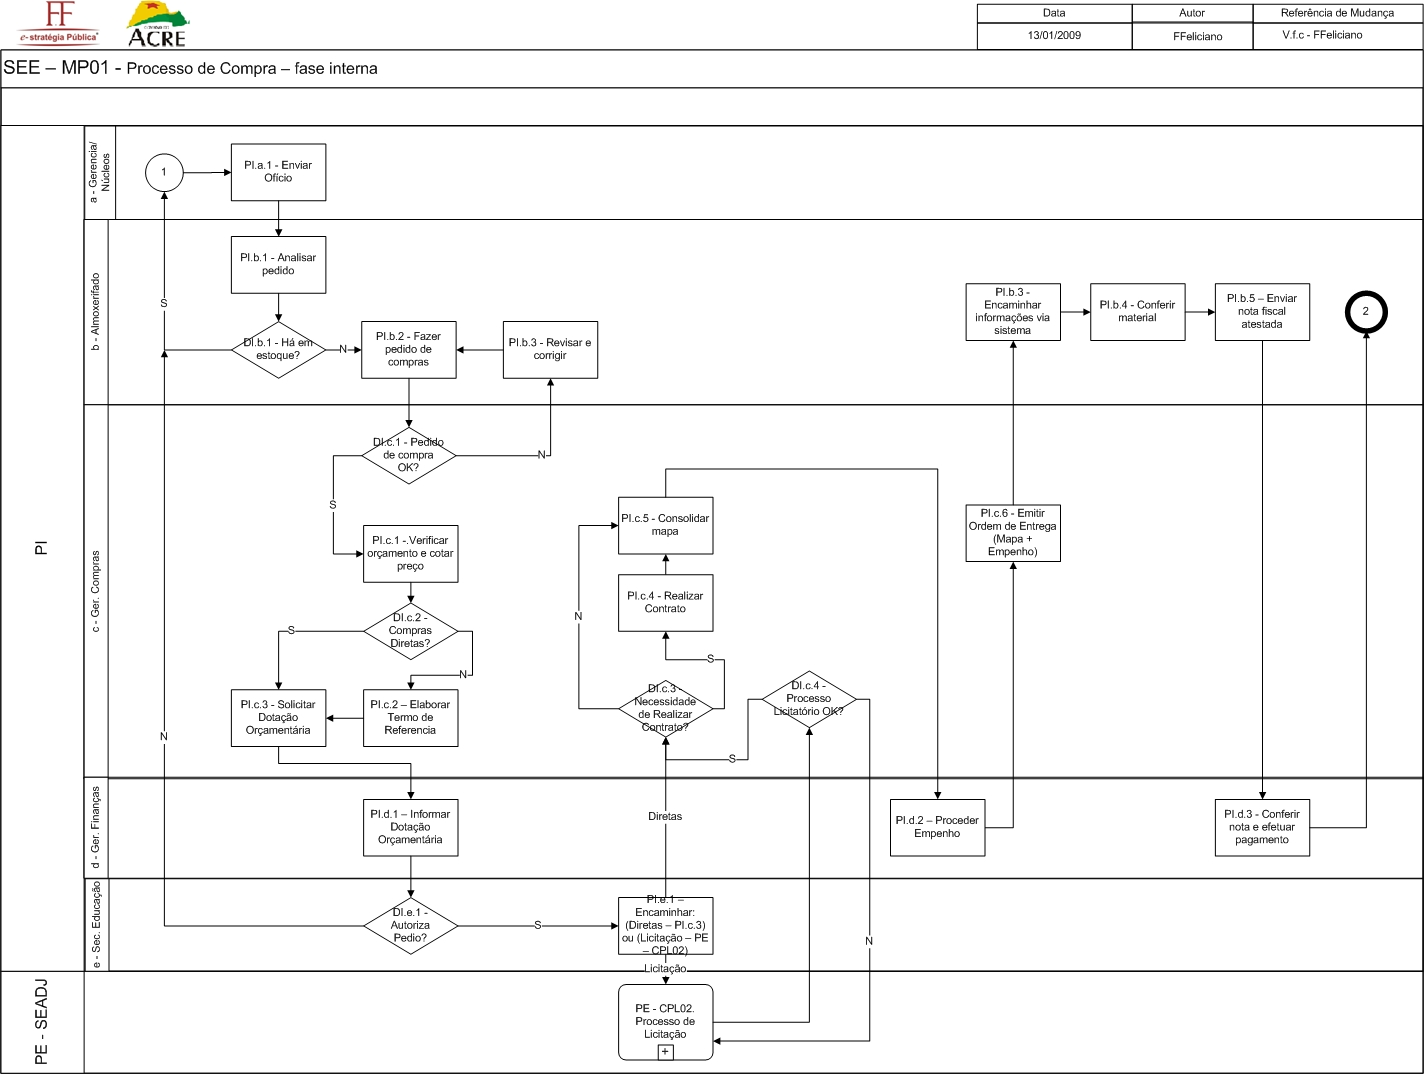 FF
e-stratégia Pública
GOVERNO DO
ACRE
Data
Autor
Referência de Mudança
13/01/2009
FFeliciano
V.f.c - FFeliciano
SEE – MP01 - Processo de Compra – fase interna
PI
a - Gerencia/
Núcleos
1
PI.a.1 - Enviar
Ofício
b - Almoxerifado
PI.b.1 - Analisar
pedido
S
DI.b.1 - Há em
estoque?
N
PI.b.2 - Fazer
pedido de
compras
PI.b.3 - Revisar e
corrigir
PI.b.3 -
Encaminhar
informações via
sistema
PI.b.4 - Conferir
material
PI.b.5 – Enviar
nota fiscal
atestada
2
c - Ger. Compras
DI.c.1 - Pedido
de compra
OK?
N
S
PI.c.1 -.Verificar
orçamento e cotar
preço
DI.c.2 -
Compras
Diretas?
S
N
PI.c.3 - Solicitar
Dotação
Orçamentária
PI.c.2 – Elaborar
Termo de
Referencia
N
PI.c.5 - Consolidar
mapa
PI.c.4 - Realizar
Contrato
N
S
DI.c.3 -
Necessidade
de Realizar
Contrato?
DI.c.4 -
Processo
Licitatório OK?
S
PI.c.6 - Emitir
Ordem de Entrega
(Mapa +
Empenho)
d - Ger. Finanças
PI.d.1 – Informar
Dotação
Orçamentária
Diretas
PI.d.2 – Proceder
Empenho
PI.d.3 - Conferir
nota e efetuar
pagamento
e - Sec. Educação
DI.e.1 -
Autoriza
Pedio?
S
PI.e.1 –
Encaminhar:
(Diretas – PI.c.3)
ou (Licitação – PE
– CPL02)
N
Licitação
PE - SEADJ
PE - CPL02.
Processo de
Licitação
+